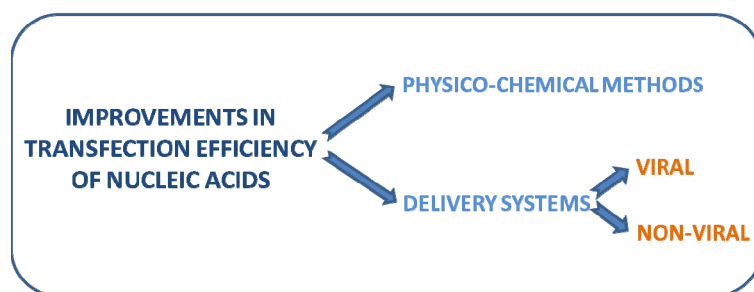 IMPROVEMENTS IN
TRANSFECTION EFFICIENCY
OF NUCLEIC ACIDS
PHYSICO-CHEMICAL METHODS
DELIVERY SYSTEMS
VIRAL
NON-VIRAL